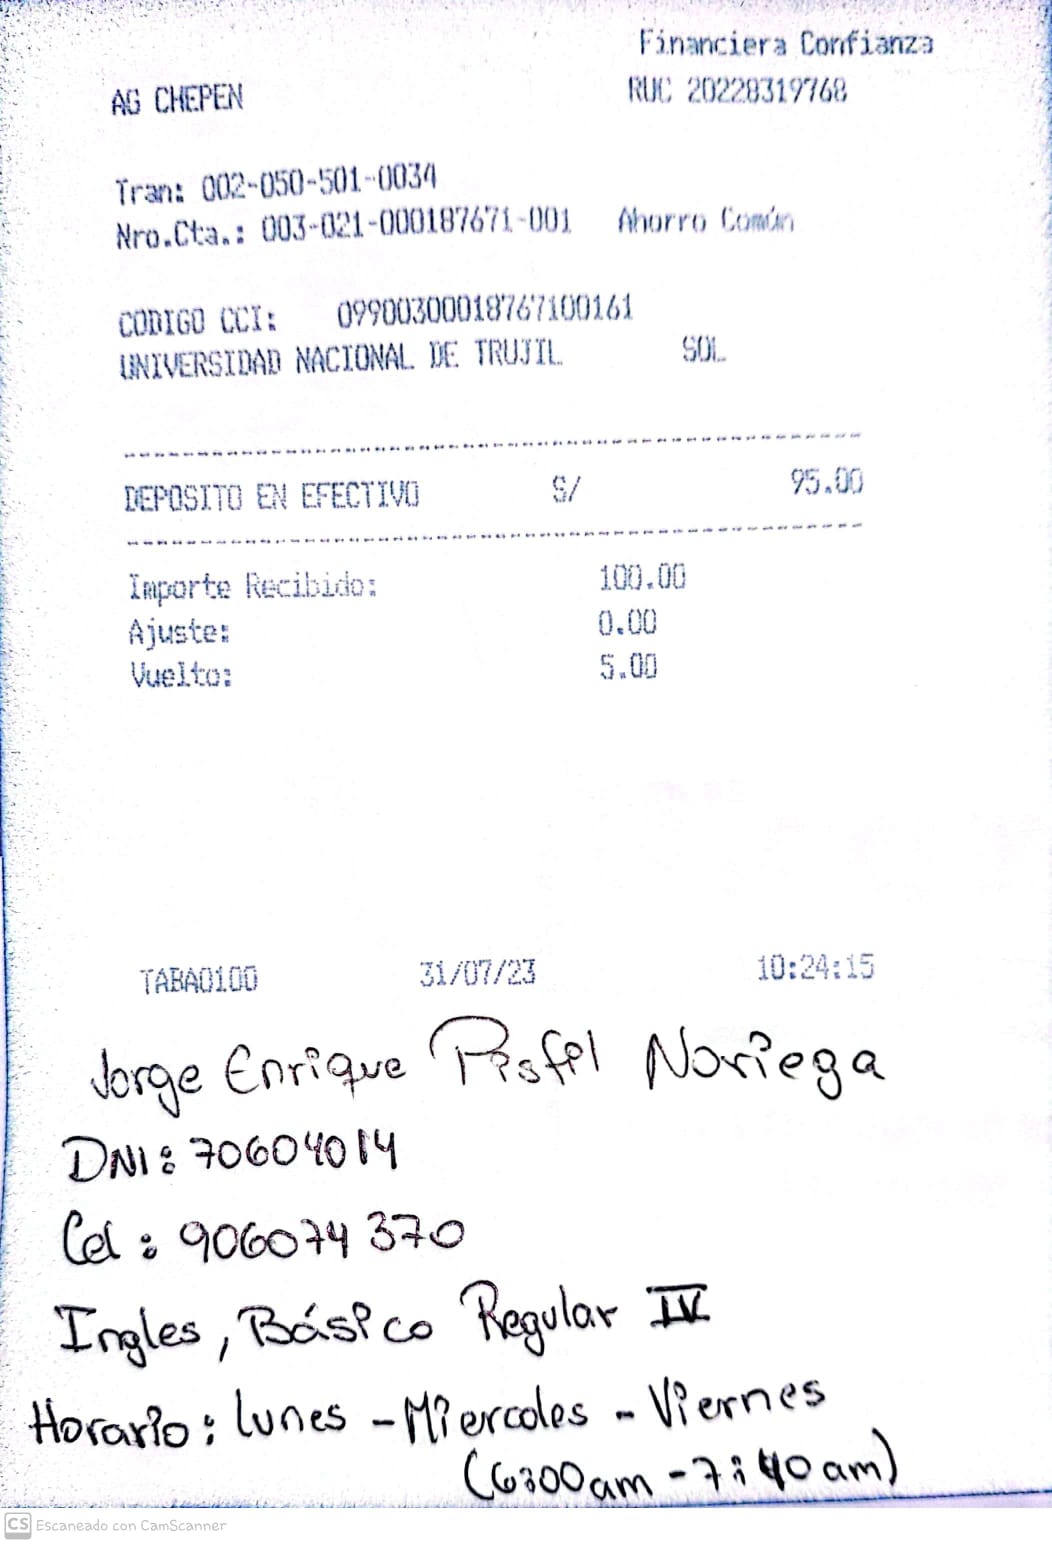 Financiera Confianza
AG CHEPEN RUC 20228319768
Tran: 002-050-501-0034
Nro.Cta.: 003-021-000187671-001 Ahorro Común
CODIGO CCI: 09900300018767100161
UNIVERSIDAD NACIONAL DE TRUJIL SOL
DEPOSITO EN EFECTIVO S/ 95.00
Importe Recibido: 100.00
Ajuste: 0.00
Vuelto: 5.00
TABA0100 31/07/23 10:24:15
Jorge Enrique Pisfil Noriega
DNI: 70604014
Cel: 906074370
Ingles, Básico Regular IV
Horario: lunes - Miercoles - Viernes
(6:00am - 7:40am)
CS Escaneado con CamScanner